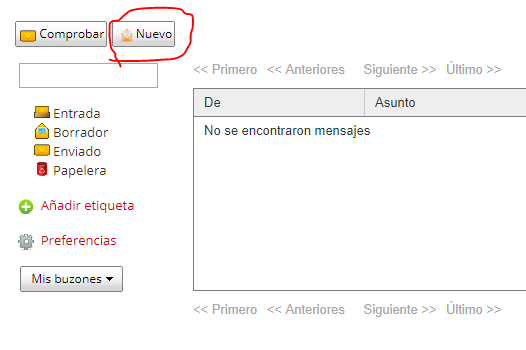 Comprobar Nuevo
<< Primero << Anteriores Siguiente >> Último >>
De Asunto
No se encontraron mensajes
Entrada
Borrador
Enviado
Papelera
Añadir etiqueta
Preferencias
Mis buzones
<< Primero << Anteriores Siguiente >> Último >>